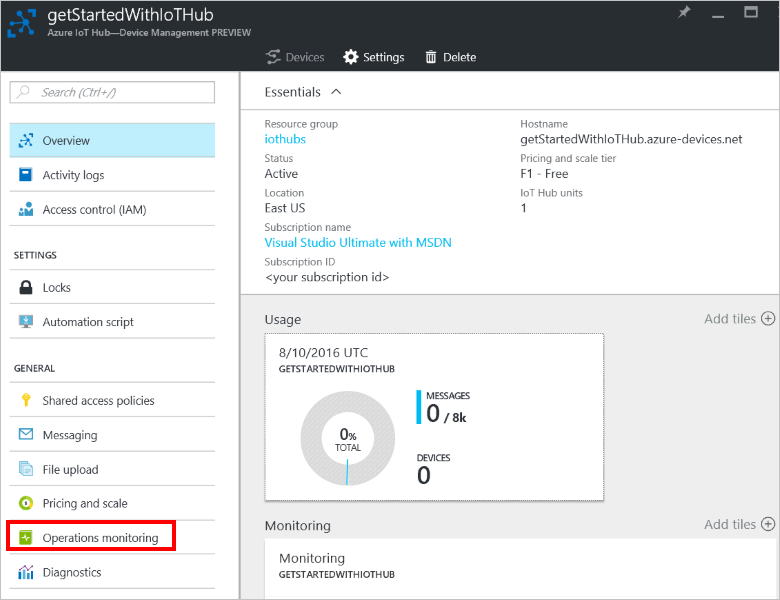 getStartedWithIoTHub
Azure IoT Hub—Device Management PREVIEW
Devices Settings Delete
Search (Ctrl+/)
Overview
Activity logs
Access control (IAM)
SETTINGS
Locks
Automation script
GENERAL
Shared access policies
Messaging
File upload
Pricing and scale
Operations monitoring
Diagnostics
Essentials
Resource group
iothubs
Status
Active
Location
East US
Subscription name
Visual Studio Ultimate with MSDN
Subscription ID
<your subscription id>
Hostname
getStartedWithIoTHub.azure-devices.net
Pricing and scale tier
F1 - Free
IoT Hub units
1
Usage
Add tiles
8/10/2016 UTC
GETSTARTEDWITHIOTHUB
0%
TOTAL
MESSAGES
0 / 8k
DEVICES
0
Monitoring
Add tiles
Monitoring
GETSTARTEDWITHIOTHUB